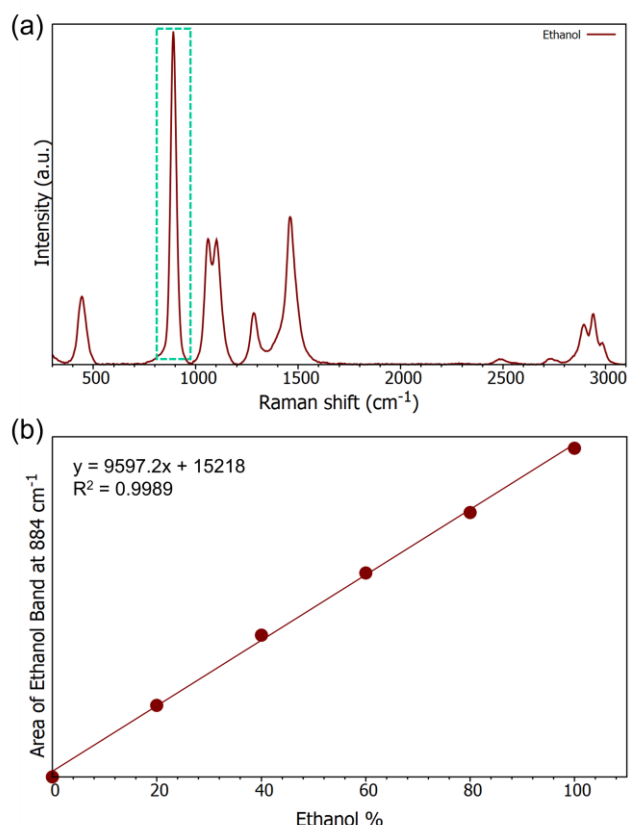 (a)
Ethanol
Intensity (a.u.)
500 1000 1500 2000 2500 3000
Raman shift (cm⁻¹)
(b)
y = 9597.2x + 15218
R² = 0.9989
Area of Ethanol Band at 884 cm⁻¹
0 20 40 60 80 100
Ethanol %